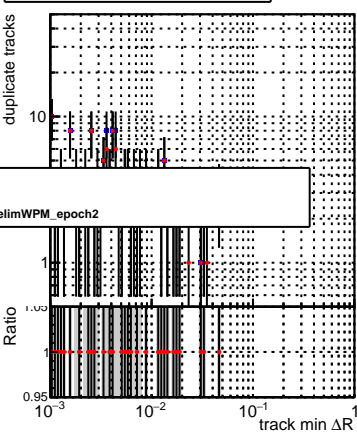 duplicate tracks
10
elimWPM_epoch2
1
Ratio
1.05
1
0.95
10⁻³
10⁻²
10⁻¹
1
track min ΔR